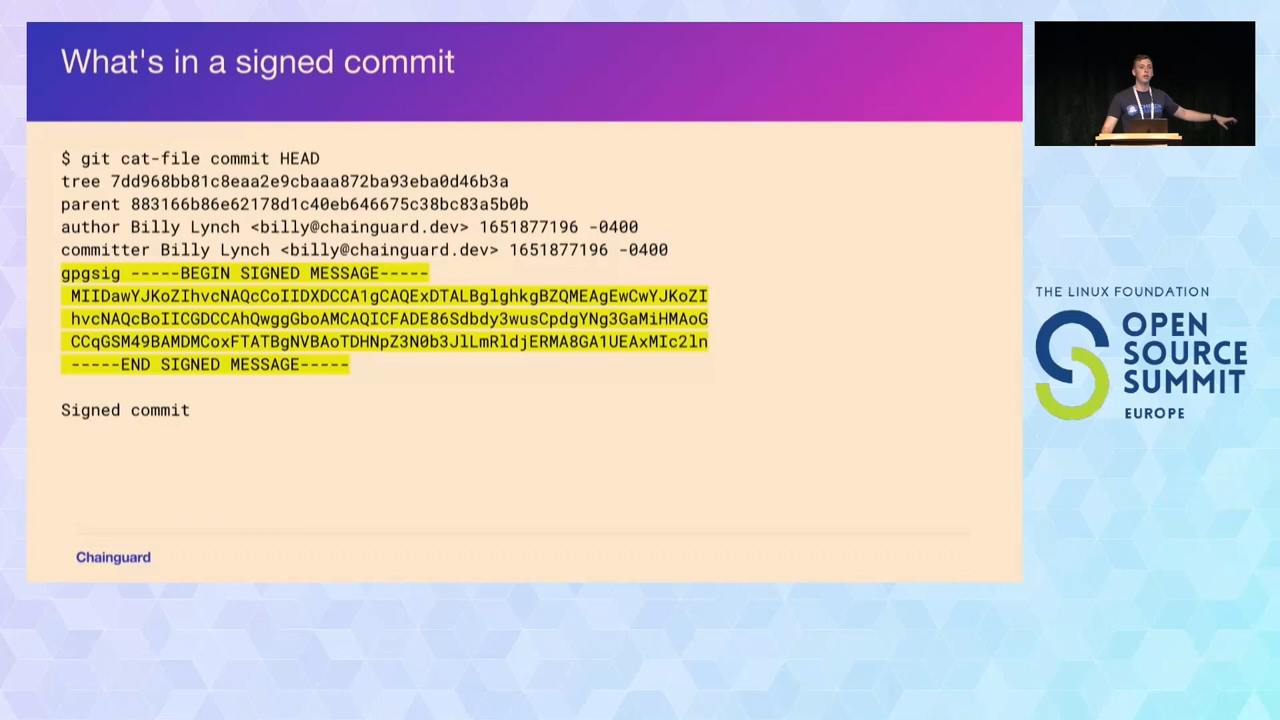 What's in a signed commit
$ git cat-file commit HEAD
tree 7dd968bb81c8eaa2e9cbaaa872ba93eba0d46b3a
parent 883166b86e62178d1c40eb646675c38bc83a5b0b
author Billy Lynch <billy@chainguard.dev> 1651877196 -0400
committer Billy Lynch <billy@chainguard.dev> 1651877196 -0400
gpgsig -----BEGIN SIGNED MESSAGE-----
MIIDawYJKoZIhvcNAQcCoIIDXDCCA1gCAQExDTALBglghkgBZQMEAgEwCwYJKoZI
hvcNAQcBoIICGDCCAhQwggGboAMCAQICFADE86Sdbdy3wusCpdgYNg3GaMiHMAoG
CCqGSM49BAMDMCoxFTATBgNVBAoTDHNpZ3N0b3JlLmRldjERMA8GA1UEAxMIc2ln
-----END SIGNED MESSAGE-----
Signed commit
Chainguard
THE LINUX FOUNDATION
OPEN
SOURCE
SUMMIT
EUROPE